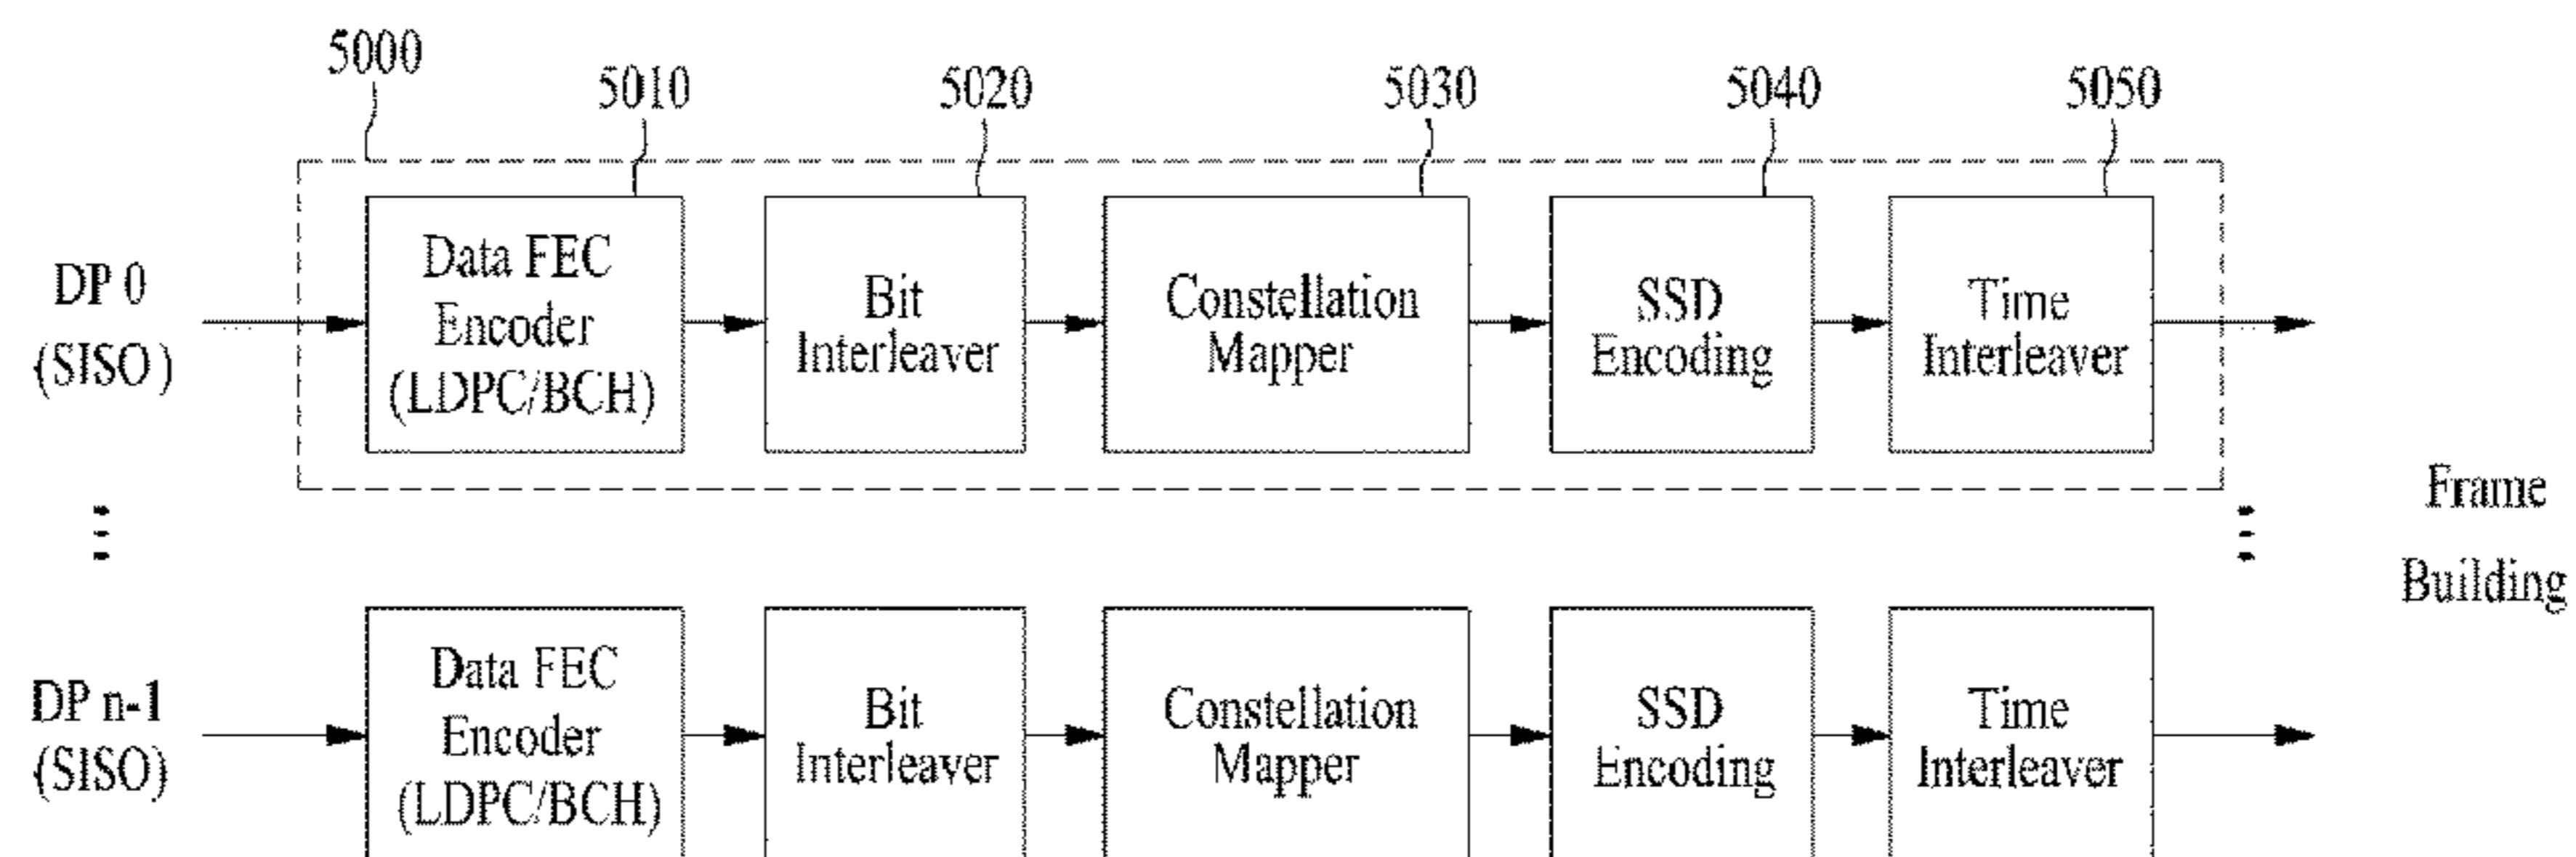 5000
5010
5020
5030
5040
5050
DP 0
(SISO)
Data FEC
Encoder
(LDPC/BCH)
Bit
Interleaver
Constellation
Mapper
SSD
Encoding
Time
Interleaver
Frame
Building
DP n-1
(SISO)
Data FEC
Encoder
(LDPC/BCH)
Bit
Interleaver
Constellation
Mapper
SSD
Encoding
Time
Interleaver